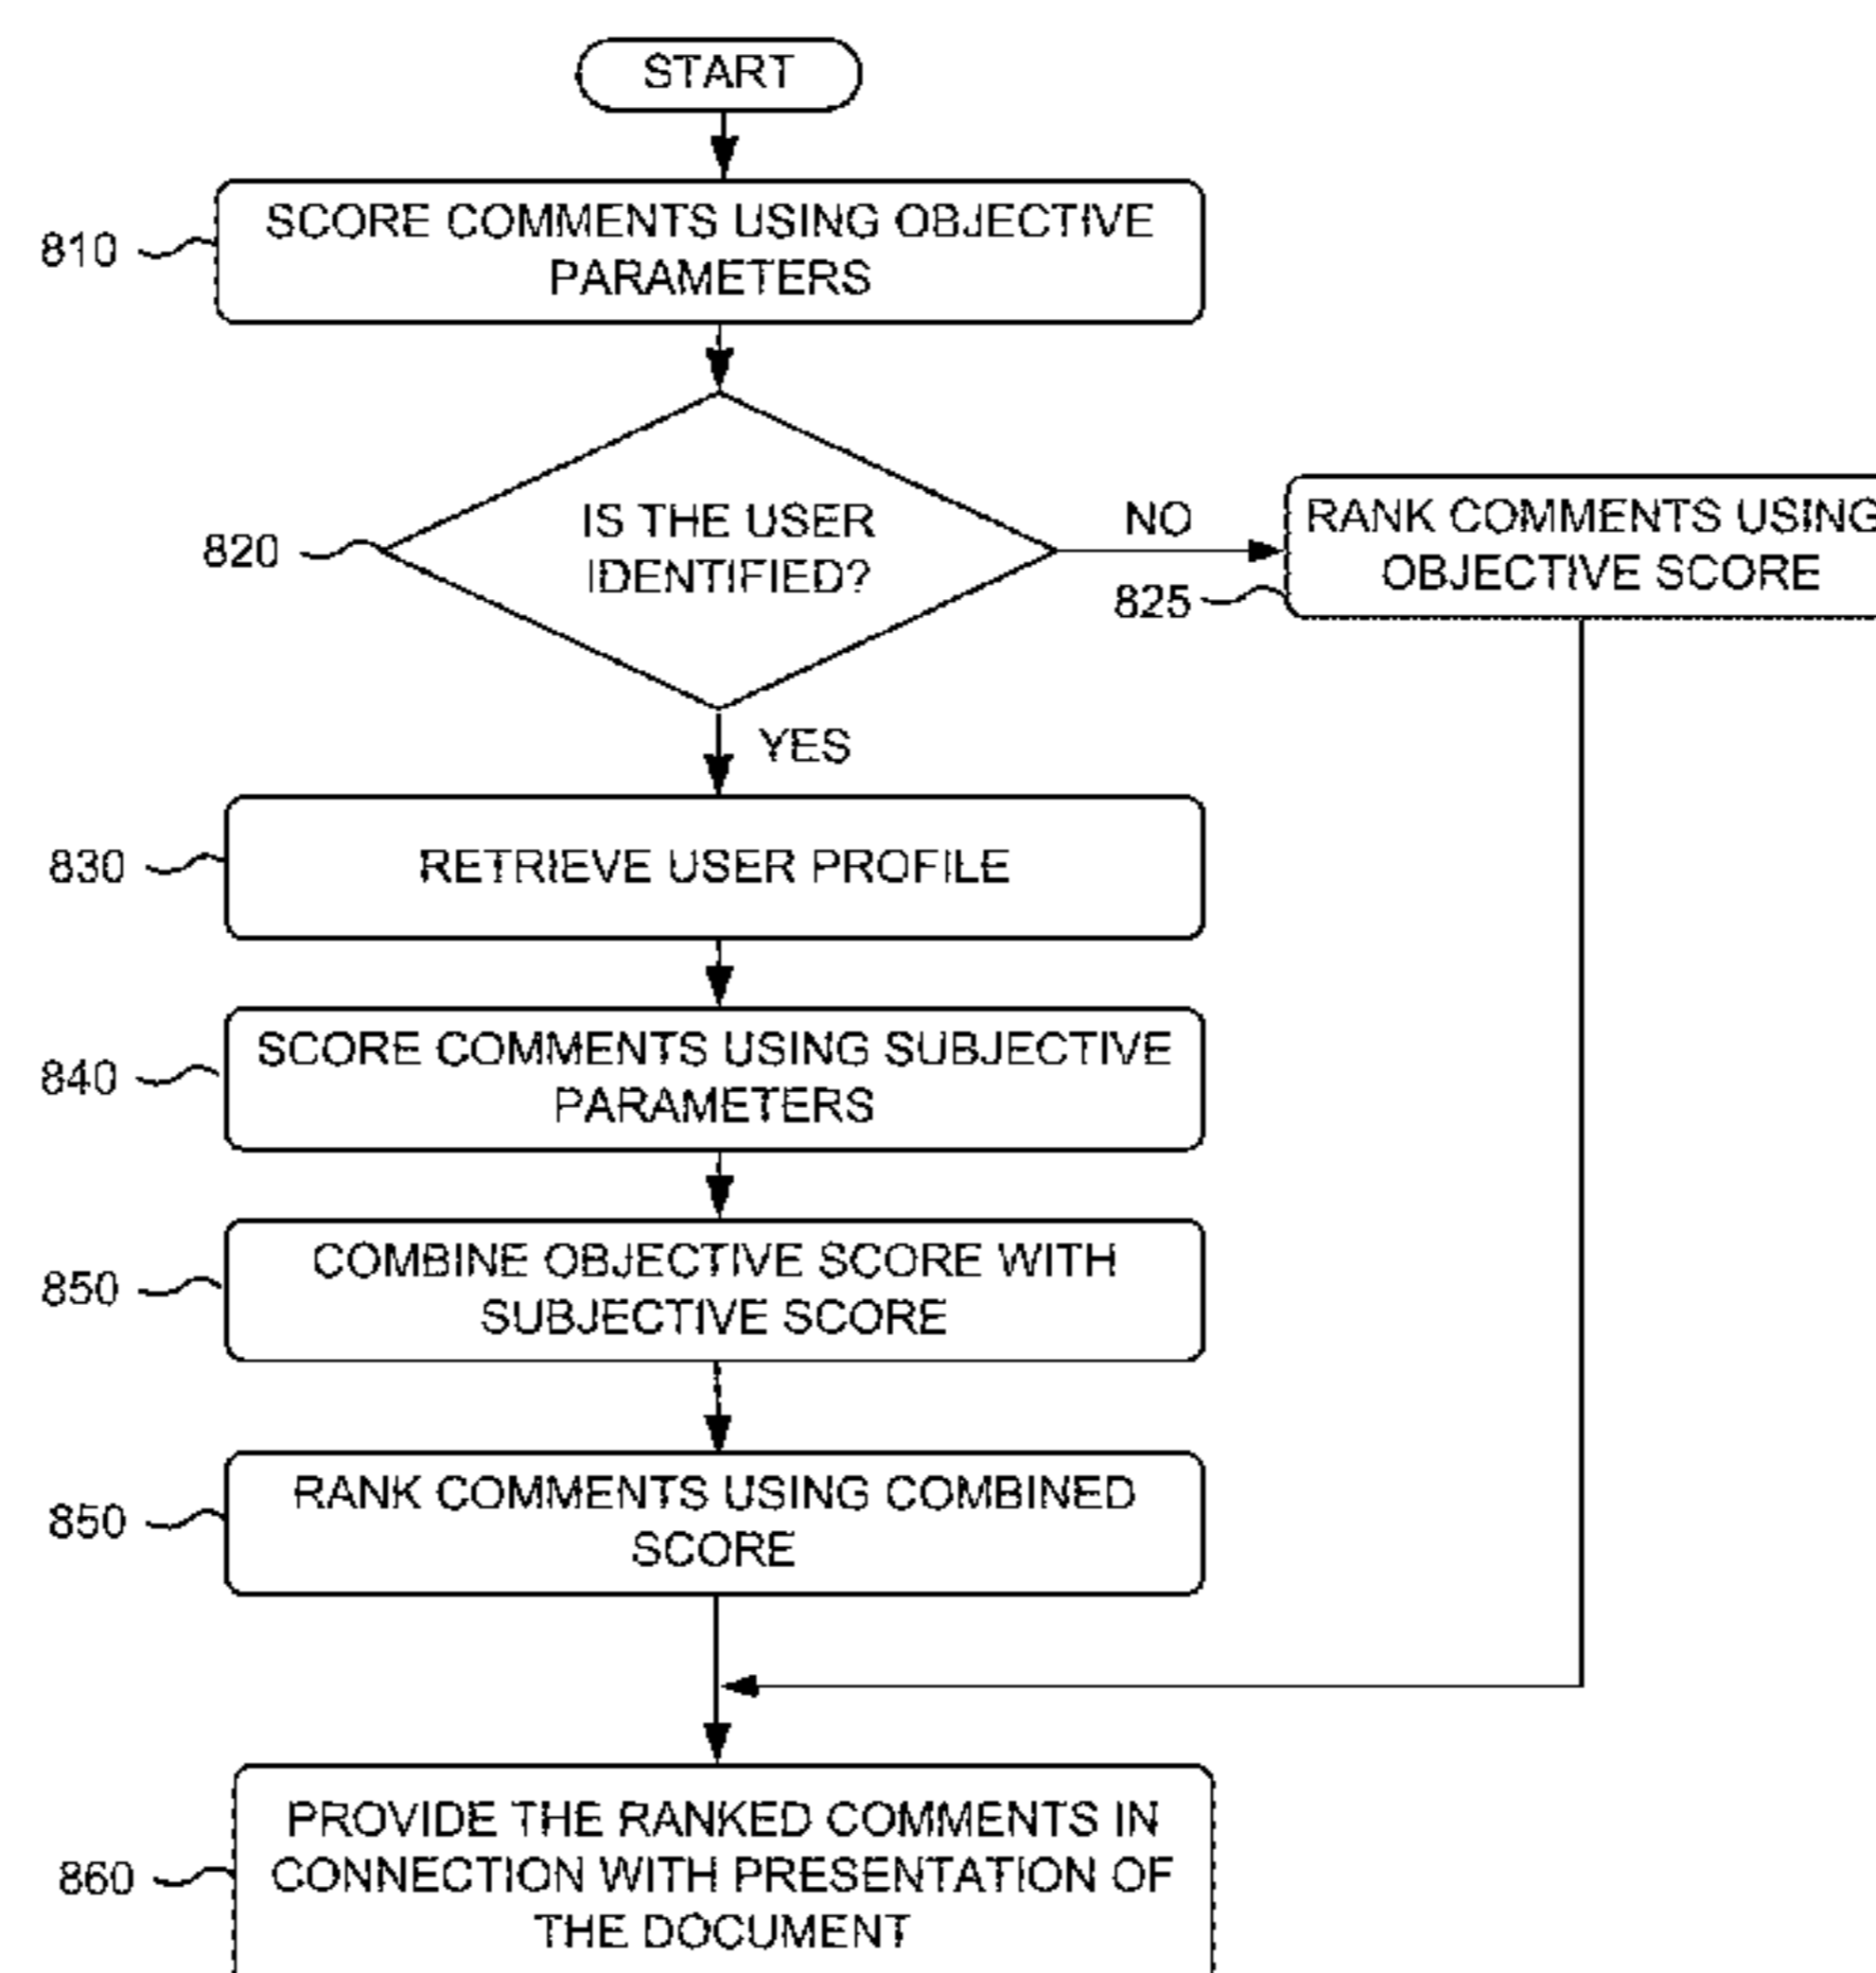 START
810
SCORE COMMENTS USING OBJECTIVE
PARAMETERS
820
IS THE USER
IDENTIFIED?
NO
825
RANK COMMENTS USING
OBJECTIVE SCORE
YES
830
RETRIEVE USER PROFILE
840
SCORE COMMENTS USING SUBJECTIVE
PARAMETERS
850
COMBINE OBJECTIVE SCORE WITH
SUBJECTIVE SCORE
850
RANK COMMENTS USING COMBINED
SCORE
860
PROVIDE THE RANKED COMMENTS IN
CONNECTION WITH PRESENTATION OF
THE DOCUMENT